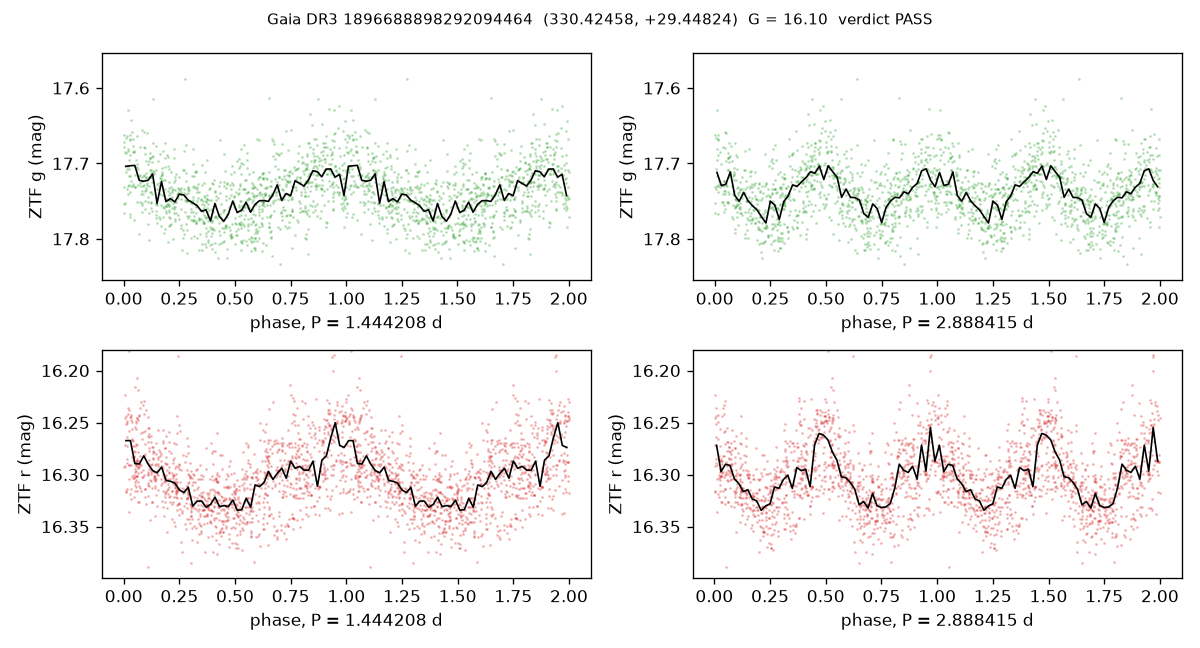 Gaia DR3 1896688898292094464  (330.42458, +29.44824)  G = 16.10  verdict PASS
ZTF g (mag)
17.6
17.7
17.8
0.00 0.25 0.50 0.75 1.00 1.25 1.50 1.75 2.00
phase, P = 1.444208 d
ZTF g (mag)
17.6
17.7
17.8
0.00 0.25 0.50 0.75 1.00 1.25 1.50 1.75 2.00
phase, P = 2.888415 d
ZTF r (mag)
16.20
16.25
16.30
16.35
0.00 0.25 0.50 0.75 1.00 1.25 1.50 1.75 2.00
phase, P = 1.444208 d
ZTF r (mag)
16.20
16.25
16.30
16.35
0.00 0.25 0.50 0.75 1.00 1.25 1.50 1.75 2.00
phase, P = 2.888415 d